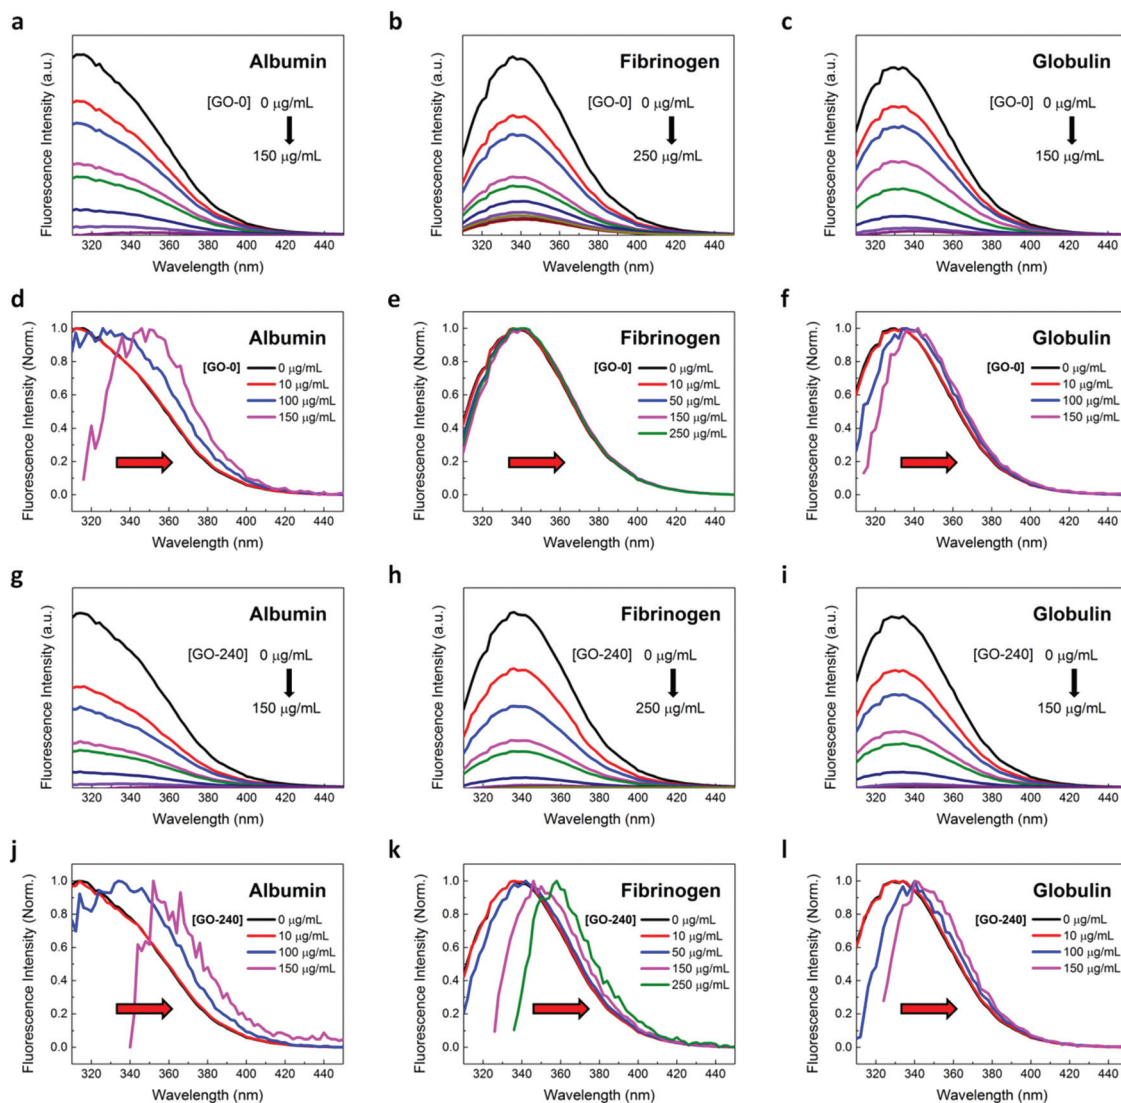 a
Fluorescence Intensity (a.u.)
Albumin
[GO-0] 0 μg/mL
150 μg/mL
320 340 360 380 400 420 440
Wavelength (nm)
b
Fluorescence Intensity (a.u.)
Fibrinogen
[GO-0] 0 μg/mL
250 μg/mL
320 340 360 380 400 420 440
Wavelength (nm)
c
Fluorescence Intensity (a.u.)
Globulin
[GO-0] 0 μg/mL
150 μg/mL
320 340 360 380 400 420 440
Wavelength (nm)
d
Fluorescence Intensity (Norm.)
1.0
0.8
0.6
0.4
0.2
0.0
Albumin
[GO-0] 0 μg/mL
10 μg/mL
100 μg/mL
150 μg/mL
320 340 360 380 400 420 440
Wavelength (nm)
e
Fluorescence Intensity (Norm.)
1.0
0.8
0.6
0.4
0.2
0.0
Fibrinogen
[GO-0] 0 μg/mL
10 μg/mL
50 μg/mL
150 μg/mL
250 μg/mL
320 340 360 380 400 420 440
Wavelength (nm)
f
Fluorescence Intensity (Norm.)
1.0
0.8
0.6
0.4
0.2
0.0
Globulin
[GO-0] 0 μg/mL
10 μg/mL
100 μg/mL
150 μg/mL
320 340 360 380 400 420 440
Wavelength (nm)
g
Fluorescence Intensity (a.u.)
Albumin
[GO-240] 0 μg/mL
150 μg/mL
320 340 360 380 400 420 440
Wavelength (nm)
h
Fluorescence Intensity (a.u.)
Fibrinogen
[GO-240] 0 μg/mL
250 μg/mL
320 340 360 380 400 420 440
Wavelength (nm)
i
Fluorescence Intensity (a.u.)
Globulin
[GO-240] 0 μg/mL
150 μg/mL
320 340 360 380 400 420 440
Wavelength (nm)
j
Fluorescence Intensity (Norm.)
1.0
0.8
0.6
0.4
0.2
0.0
Albumin
[GO-240] 0 μg/mL
10 μg/mL
100 μg/mL
150 μg/mL
320 340 360 380 400 420 440
Wavelength (nm)
k
Fluorescence Intensity (Norm.)
1.0
0.8
0.6
0.4
0.2
0.0
Fibrinogen
[GO-240] 0 μg/mL
10 μg/mL
50 μg/mL
150 μg/mL
250 μg/mL
320 340 360 380 400 420 440
Wavelength (nm)
l
Fluorescence Intensity (Norm.)
1.0
0.8
0.6
0.4
0.2
0.0
Globulin
[GO-240] 0 μg/mL
10 μg/mL
100 μg/mL
150 μg/mL
320 340 360 380 400 420 440
Wavelength (nm)